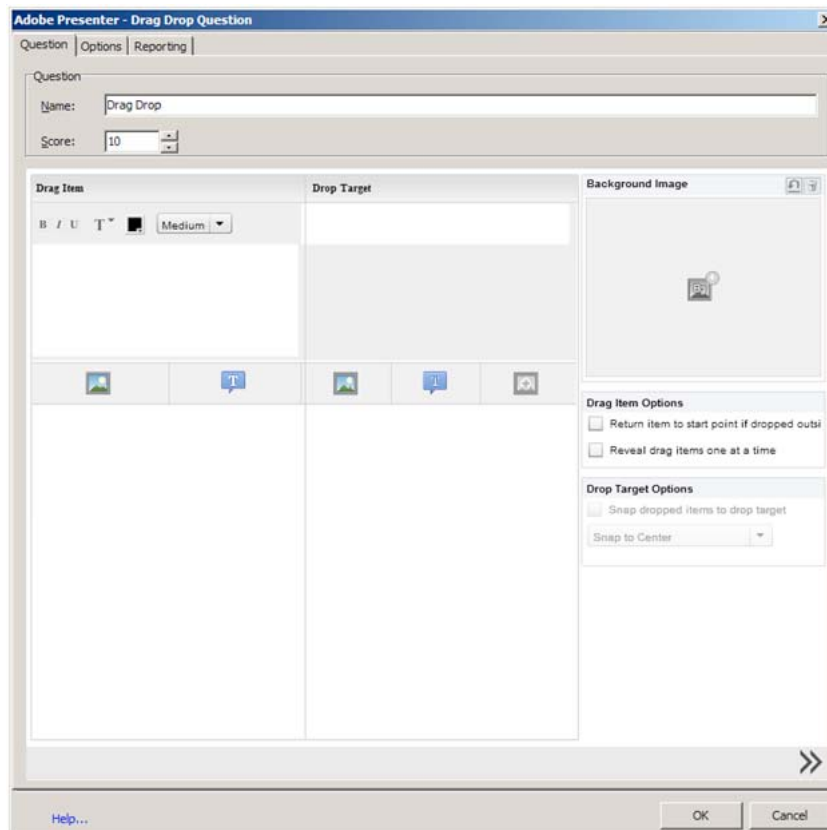 Adobe Presenter - Drag Drop Question
Question Options Reporting
Question
Name: Drag Drop
Score: 10
Drag Item Drop Target Background Image
B I U T Medium
T T
Drag Item Options
Return item to start point if dropped outsi
Reveal drag items one at a time
Drop Target Options
Snap dropped items to drop target
Snap to Center
Help... OK Cancel